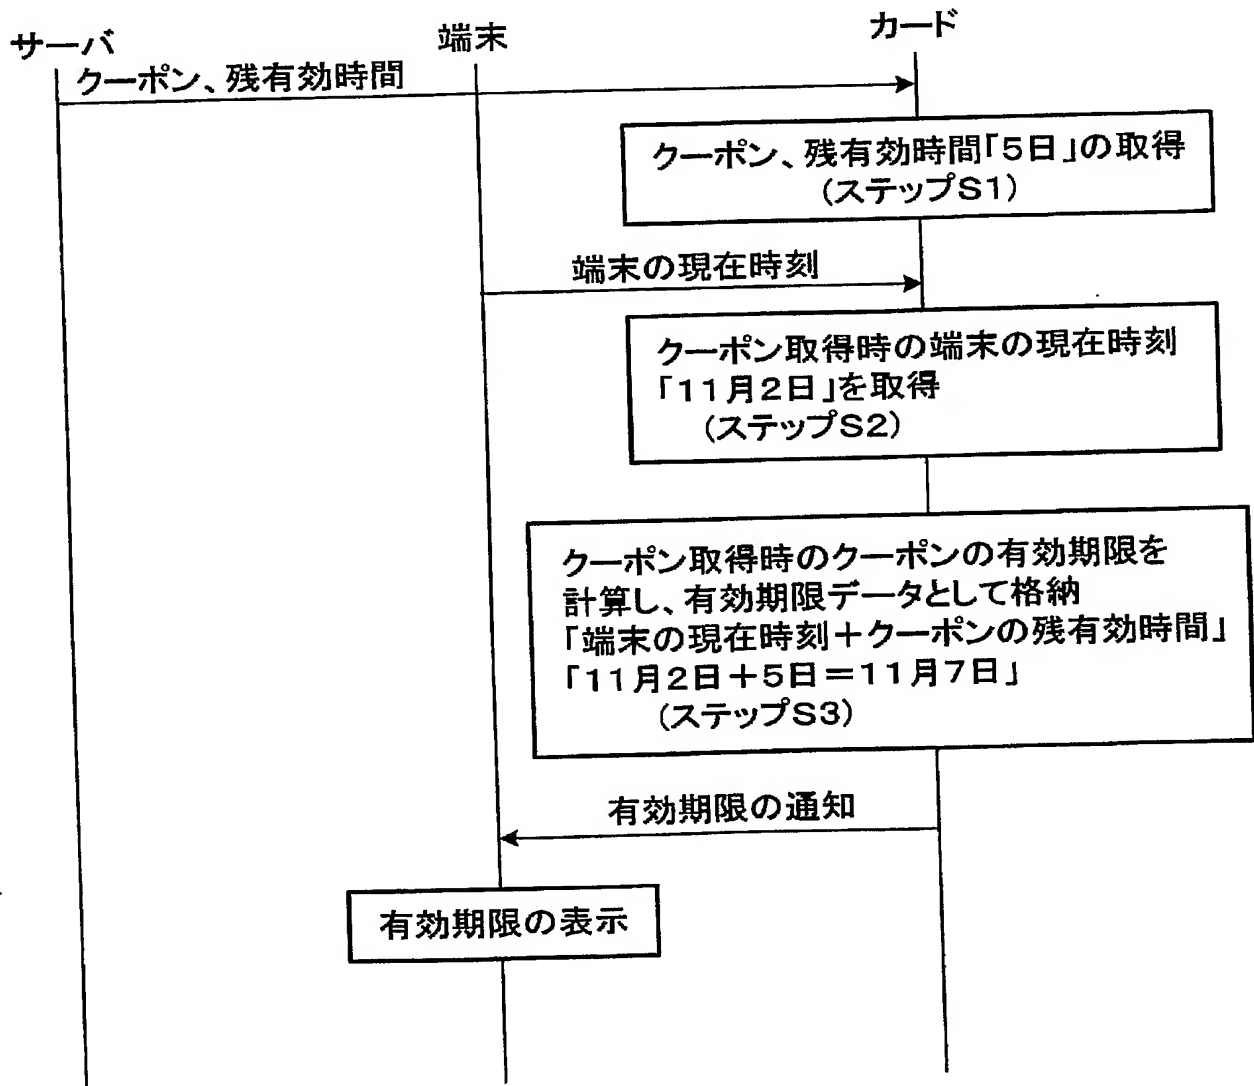 サーバ
端末
カード
クーポン、残有効時間
クーポン、残有効時間「5日」の取得
(ステップS1)
端末の現在時刻
クーポン取得時の端末の現在時刻
「11月2日」を取得
(ステップS2)
クーポン取得時のクーポンの有効期限を
計算し、有効期限データとして格納
「端末の現在時刻＋クーポンの残有効時間」
「11月2日＋5日＝11月7日」
(ステップS3)
有効期限の通知
有効期限の表示